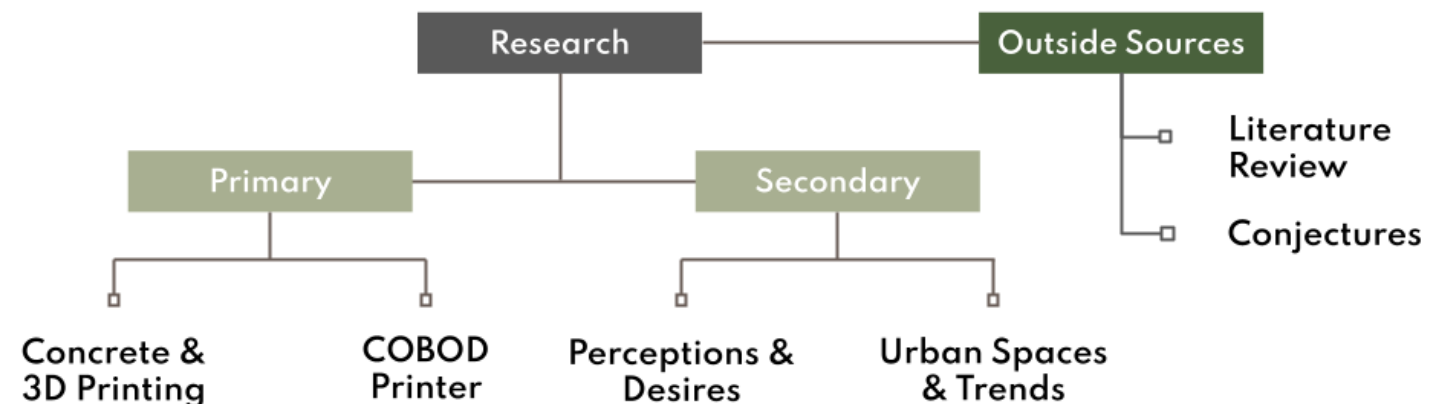 Research
Outside Sources
Literature
Review
Conjectures
Primary
Secondary
Concrete &
3D Printing
COBOD
Printer
Perceptions &
Desires
Urban Spaces
& Trends